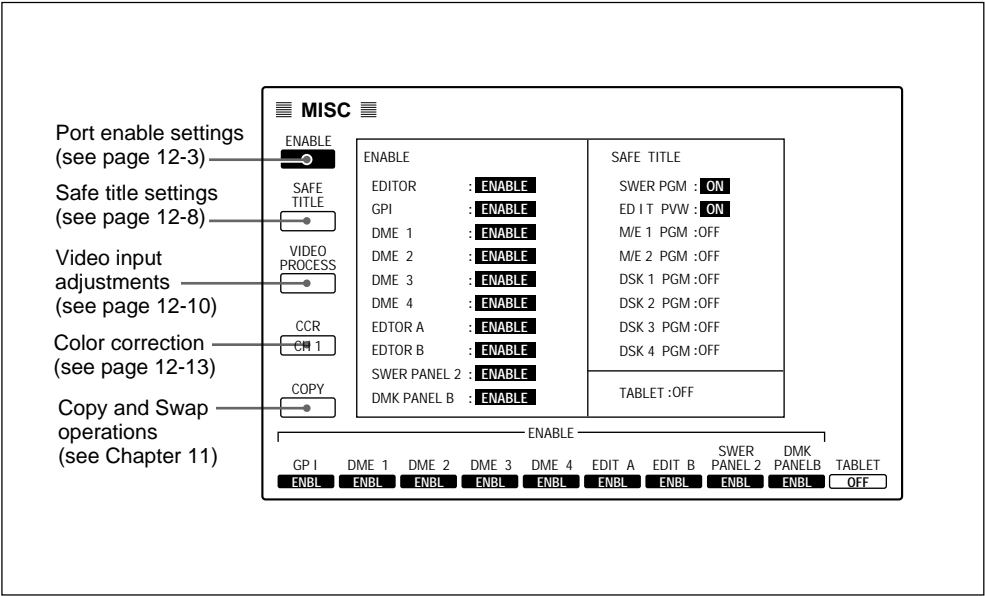 MISC
Port enable settings
(see page 12-3)
Safe title settings
(see page 12-8)
Video input
adjustments
(see page 12-10)
Color correction
(see page 12-13)
Copy and Swap
operations
(see Chapter 11)
ENABLE
SAFE
TITLE
VIDEO
PROCESS
CCR
CH 1
COPY
ENABLE
EDITOR : ENABLE
GPI : ENABLE
DME 1 : ENABLE
DME 2 : ENABLE
DME 3 : ENABLE
DME 4 : ENABLE
EDTOR A : ENABLE
EDTOR B : ENABLE
SWER PANEL 2 : ENABLE
DMK PANEL B : ENABLE
SAFE TITLE
SWER PGM : ON
EDIT PVW : ON
M/E 1 PGM :OFF
M/E 2 PGM :OFF
DSK 1 PGM :OFF
DSK 2 PGM :OFF
DSK 3 PGM :OFF
DSK 4 PGM :OFF
TABLET :OFF
ENABLE
GPI DME 1 DME 2 DME 3 DME 4 EDIT A EDIT B SWER PANEL 2 DMK PANELB TABLET
ENBL ENBL ENBL ENBL ENBL ENBL ENBL ENBL ENBL OFF